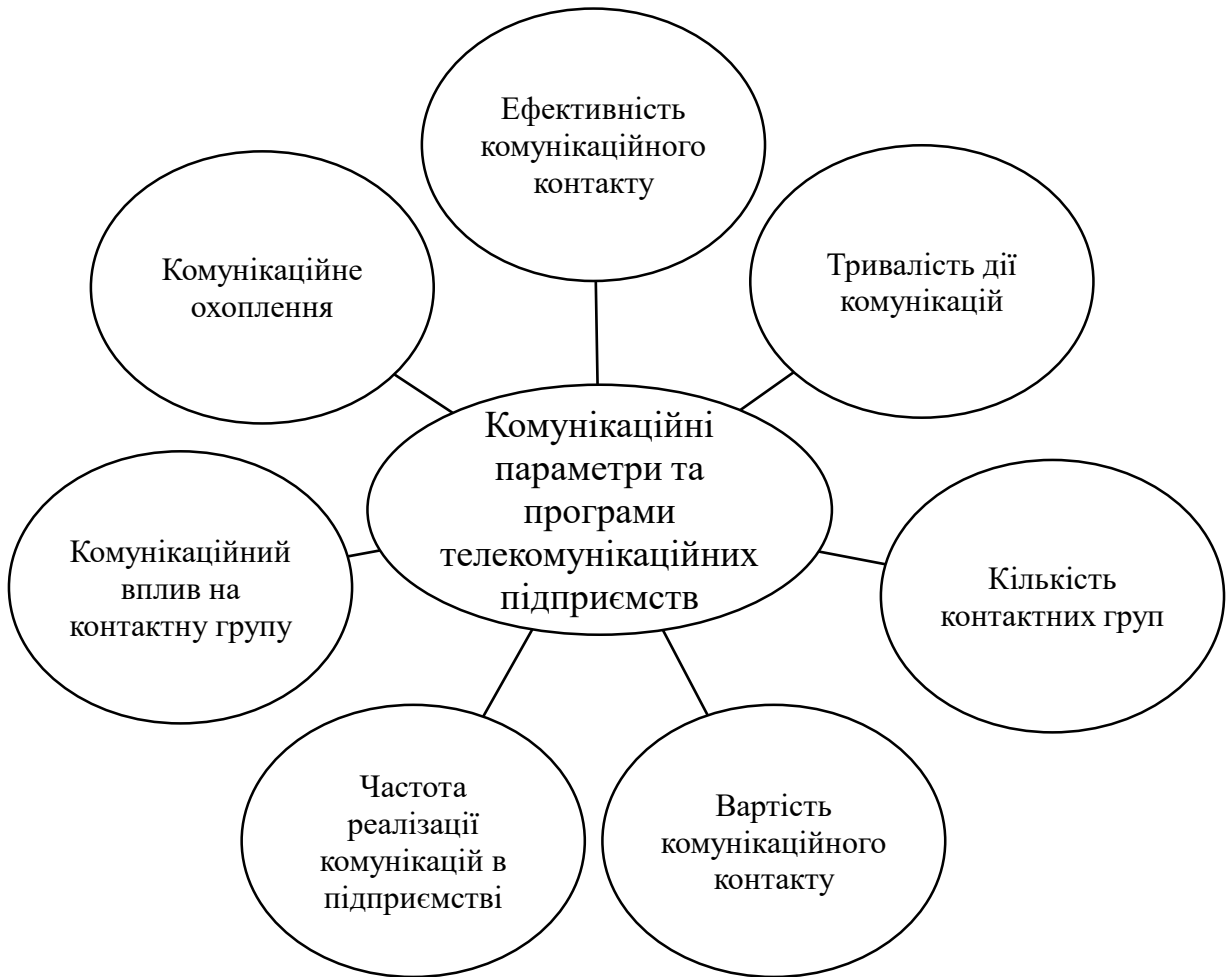 Ефективність
комунікаційного
контакту
Комунікаційне
охоплення
Тривалість дії
комунікацій
Комунікаційні
параметри та
програми
телекомунікаційних
підприємств
Комунікаційний
вплив на
контактну групу
Кількість
контактних груп
Частота
реалізації
комунікацій в
підприємстві
Вартість
комунікаційного
контакту